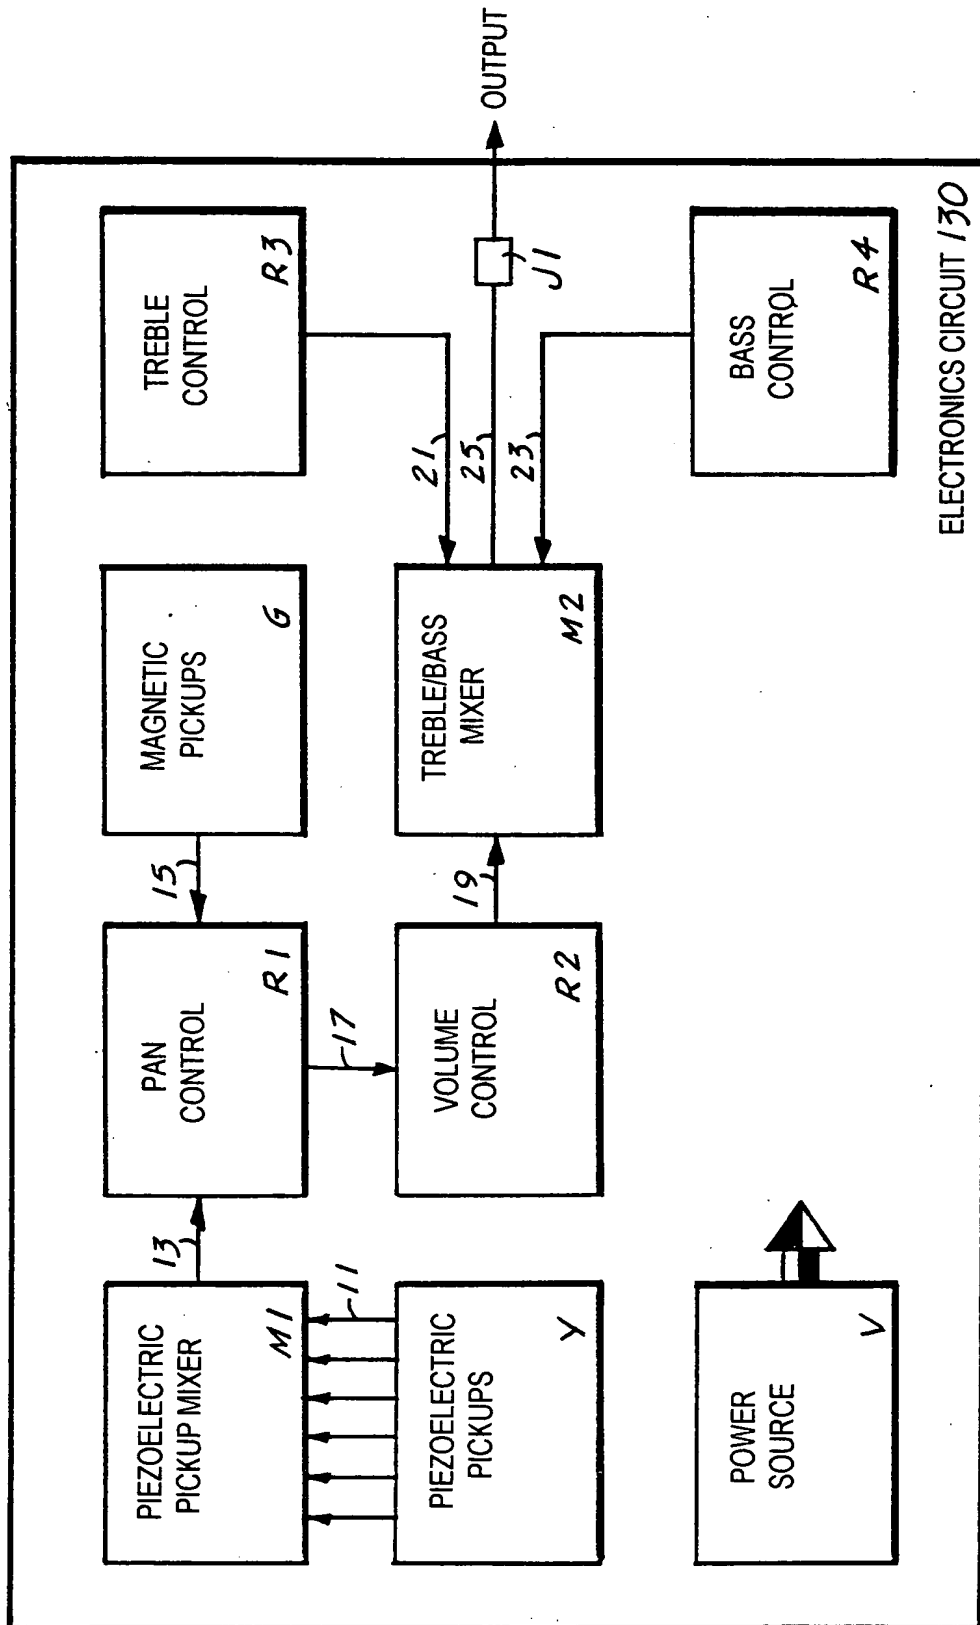 PIEZOELECTRIC
PICKUP MIXER
M1
13
PAN
CONTROL
R1
15
MAGNETIC
PICKUPS
G
TREBLE
CONTROL
R3
11
17
21
PIEZOELECTRIC
PICKUPS
Y
VOLUME
CONTROL
R2
19
TREBLE/BASS
MIXER
M2
25
J1
OUTPUT
23
POWER
SOURCE
V
BASS
CONTROL
R4
ELECTRONICS CIRCUIT 130